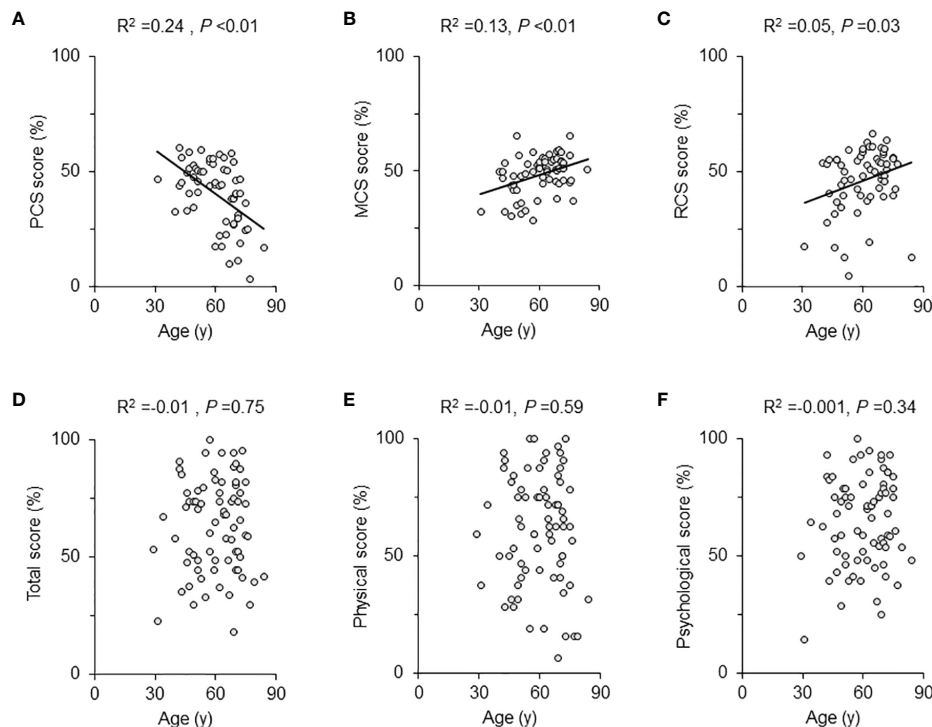 A B C
R² =0.24 , P <0.01 R² =0.13, P <0.01 R² =0.05, P =0.03
100 100 100
PCS score (%) MCS socre (%) RCS score (%)
50 50 50
0 0 0
0 30 60 90 0 30 60 90 0 30 60 90
Age (y) Age (y) Age (y)
D E F
R² =-0.01 , P =0.75 R² =-0.01, P =0.59 R² =-0.001, P =0.34
100 100 100
Total score (%) Physical score (%) Psychological score (%)
50 50 50
0 0 0
0 30 60 90 0 30 60 90 0 30 60 90
Age (y) Age (y) Age (y)